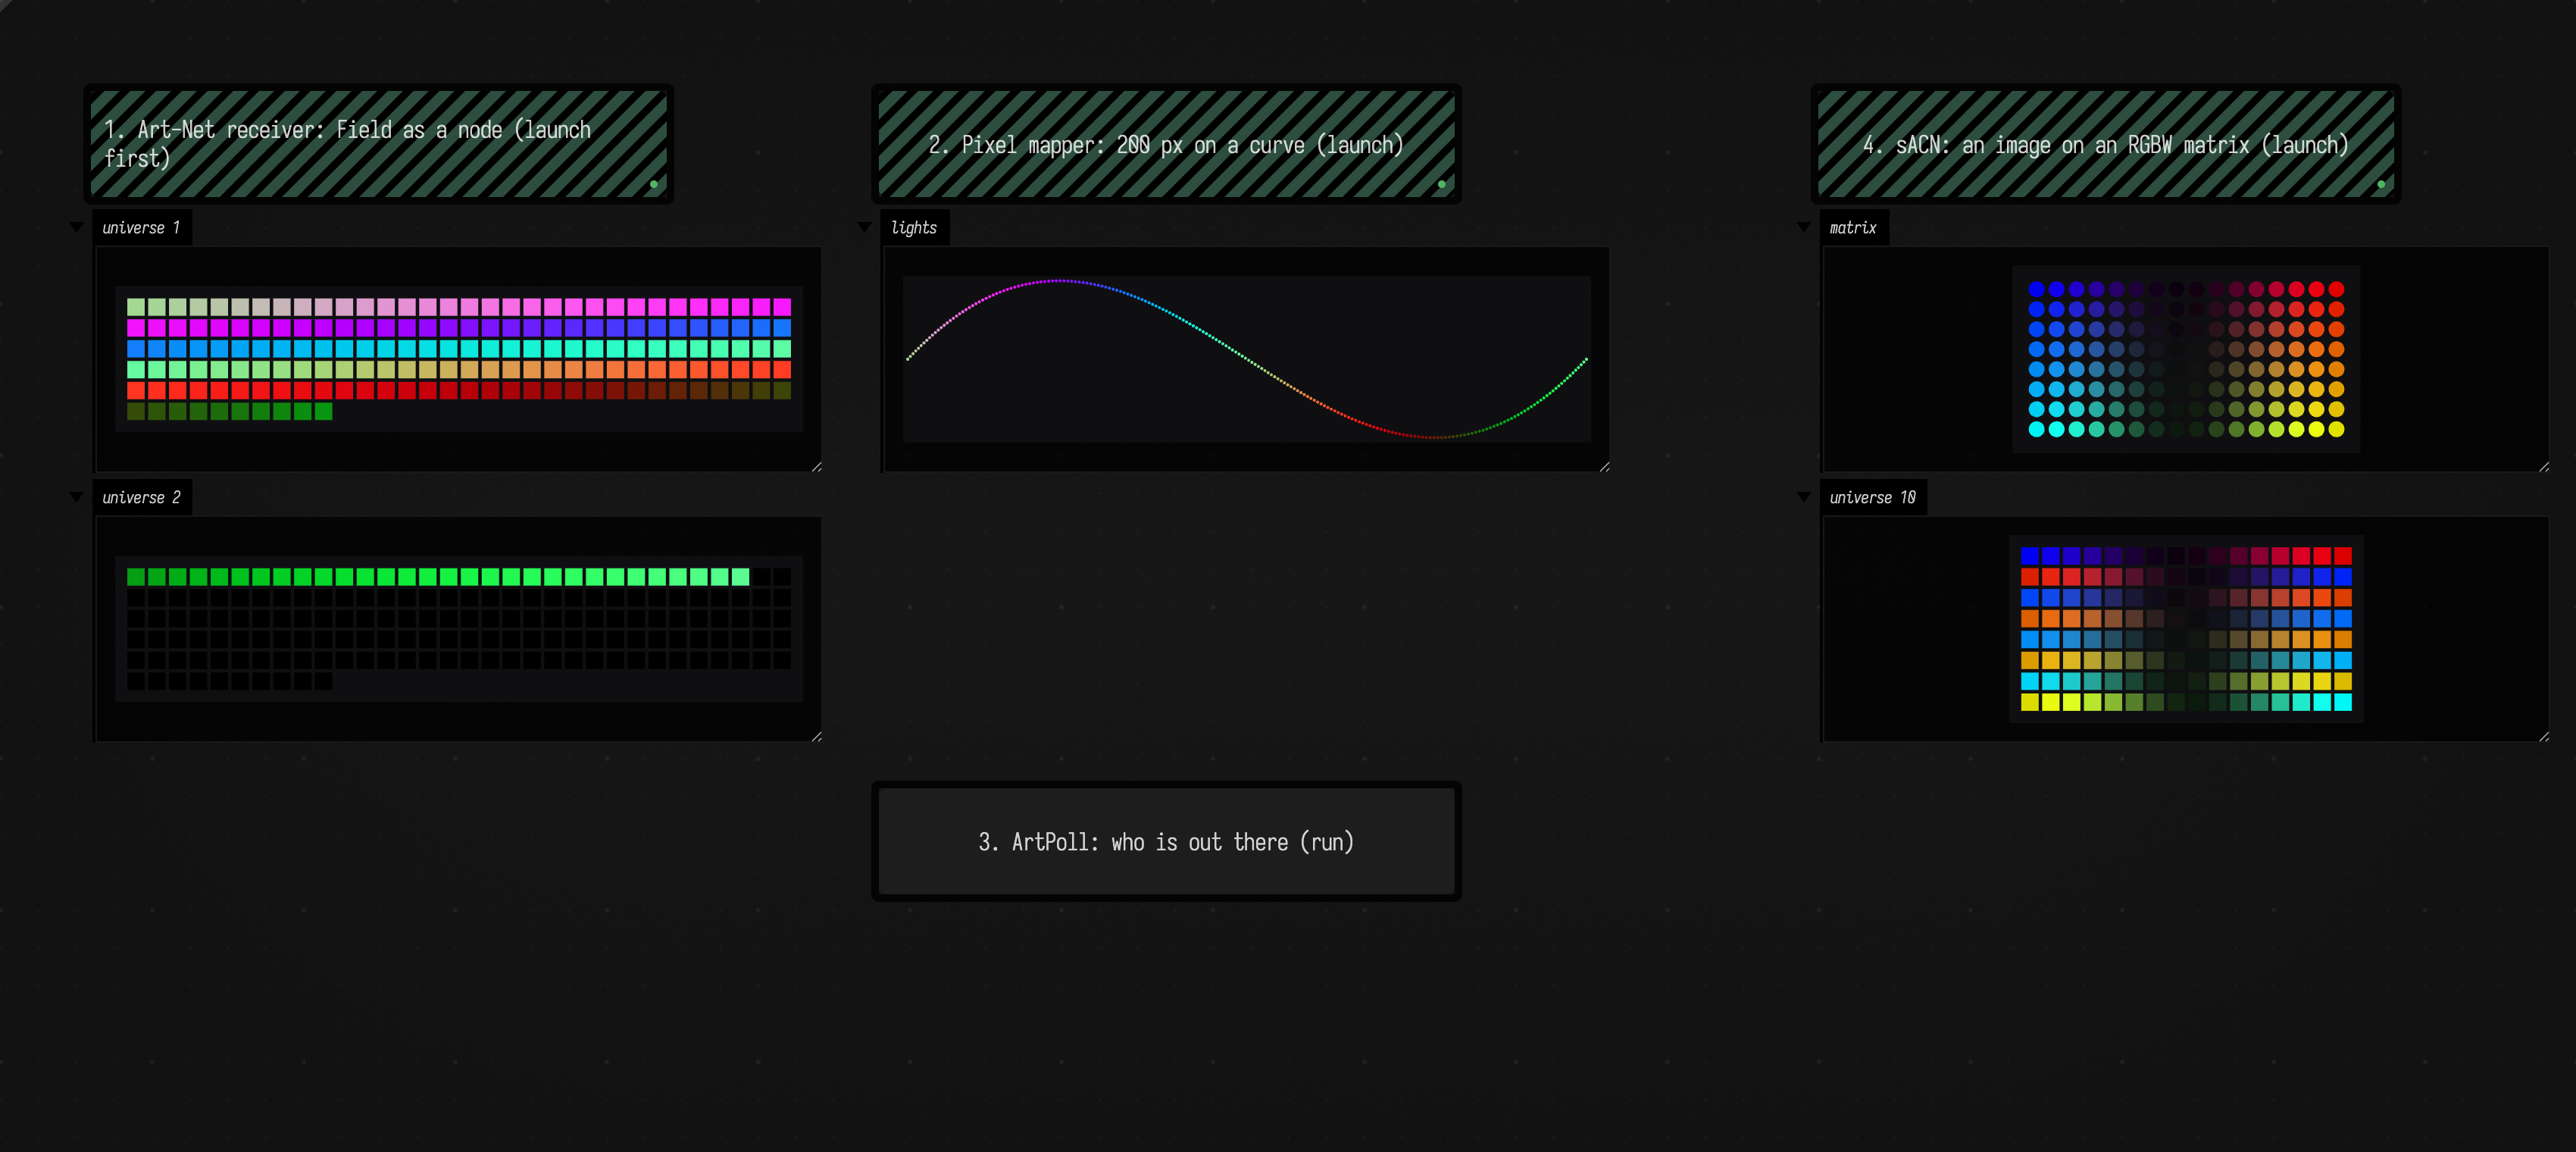 1. Art-Net receiver: Field as a node (launch
first)
2. Pixel mapper: 200 px on a curve (launch)
4. sACN: an image on an RGBW matrix (launch)
universe 1
lights
matrix
universe 2
universe 10
3. ArtPoll: who is out there (run)